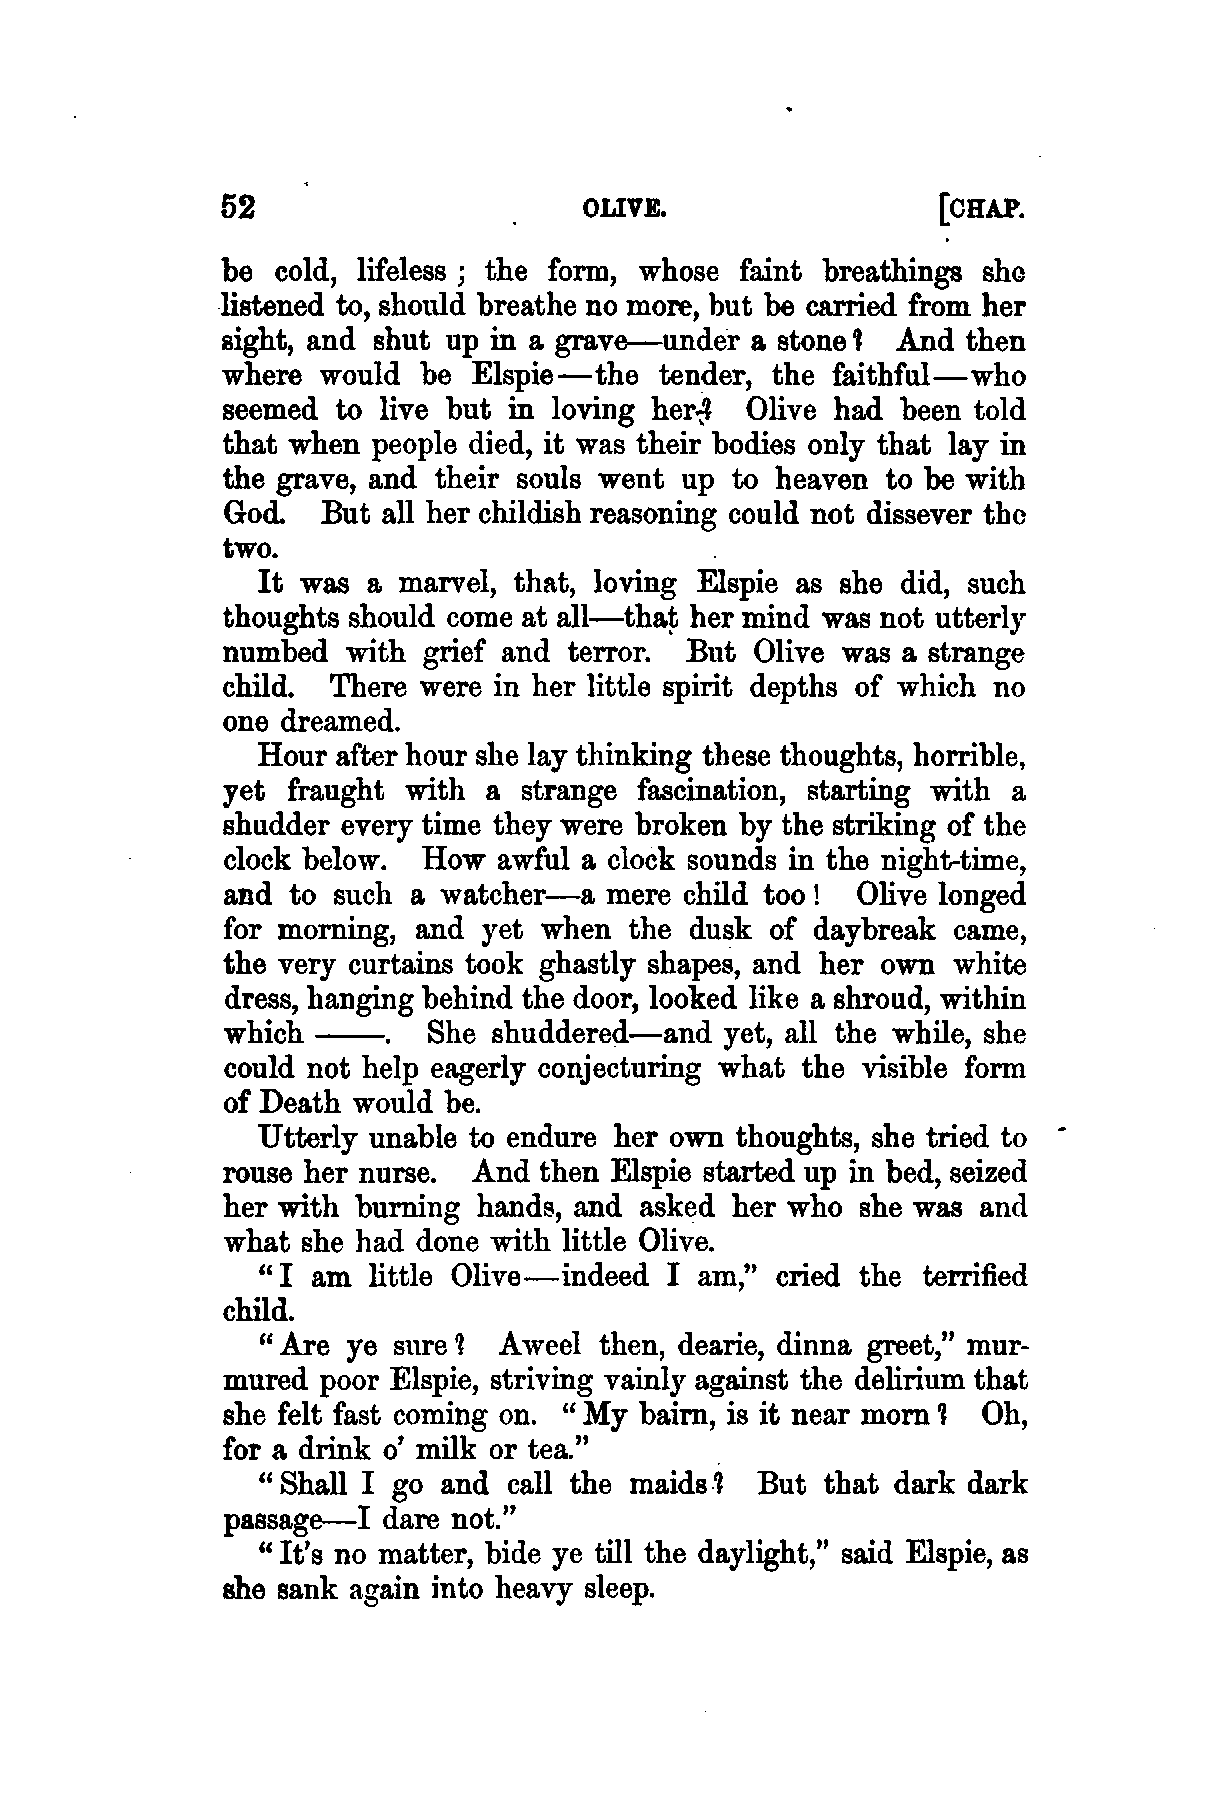 52 OLIVE. [CHAP.
be cold, lifeless ; the form, whose faint breathings she
listened to, should breathe no more, but be carried from her
sight, and shut up in a grave—under a stone? And then
where would be Elspie—the tender, the faithful—who
seemed to live but in loving her? Olive had been told
that when people died, it was their bodies only that lay in
the grave, and their souls went up to heaven to be with
God. But all her childish reasoning could not dissever the
two.
It was a marvel, that, loving Elspie as she did, such
thoughts should come at all—that her mind was not utterly
numbed with grief and terror. But Olive was a strange
child. There were in her little spirit depths of which no
one dreamed.
Hour after hour she lay thinking these thoughts, horrible,
yet fraught with a strange fascination, starting with a
shudder every time they were broken by the striking of the
clock below. How awful a clock sounds in the night-time,
and to such a watcher—a mere child too! Olive longed
for morning, and yet when the dusk of daybreak came,
the very curtains took ghastly shapes, and her own white
dress, hanging behind the door, looked like a shroud, within
which ——. She shuddered—and yet, all the while, she
could not help eagerly conjecturing what the visible form
of Death would be.
Utterly unable to endure her own thoughts, she tried to
rouse her nurse. And then Elspie started up in bed, seized
her with burning hands, and asked her who she was and
what she had done with little Olive.
“I am little Olive—indeed I am,” cried the terrified
child.
“Are ye sure? Aweel then, dearie, dinna greet,” mur-
mured poor Elspie, striving vainly against the delirium that
she felt fast coming on. “My bairn, is it near morn? Oh,
for a drink o’ milk or tea.”
“Shall I go and call the maids? But that dark dark
passage—I dare not.”
“It’s no matter, bide ye till the daylight,” said Elspie, as
she sank again into heavy sleep.